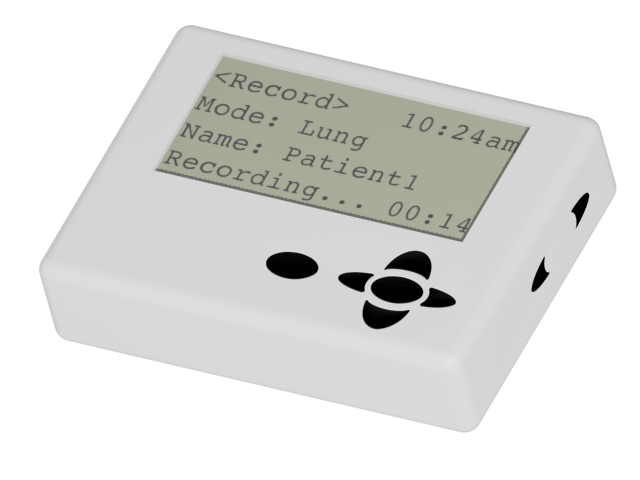 <Record> 10:24am
Mode: Lung
Name: Patient1
Recording... 00:14